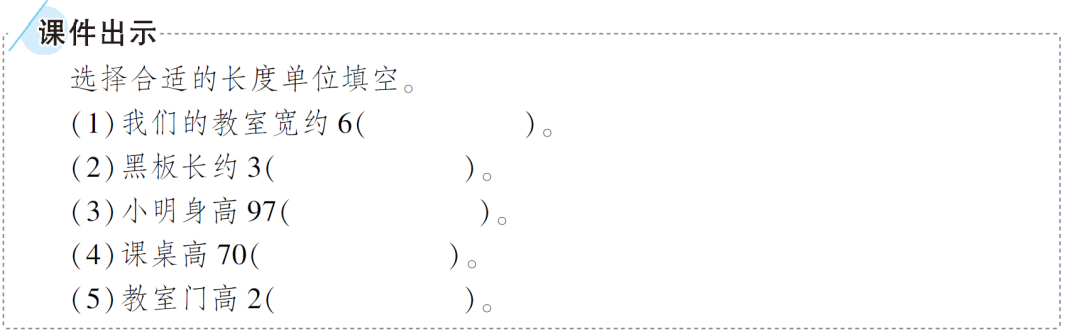 课件出示
选择合适的长度单位填空。
(1)我们的教室宽约 6(            )。
(2)黑板长约 3(            )。
(3)小明身高 97(            )。
(4)课桌高 70(            )。
(5)教室门高 2(            )。